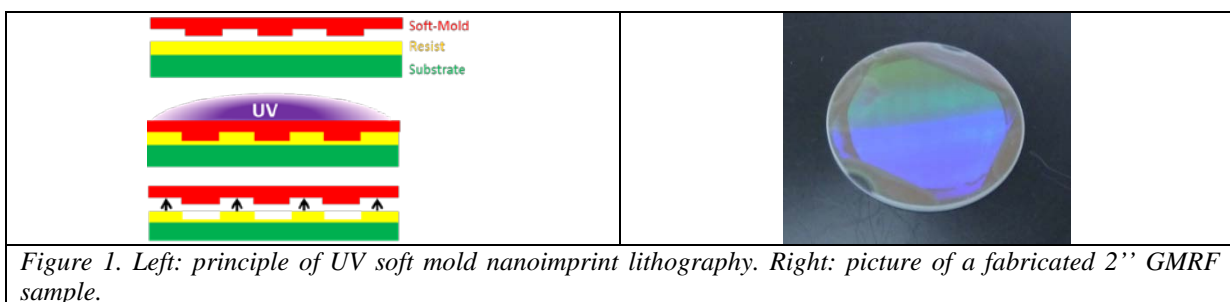 Soft-Mold
Resist
Substrate
UV
Figure 1. Left: principle of UV soft mold nanoimprint lithography. Right: picture of a fabricated 2’’ GMRF
sample.